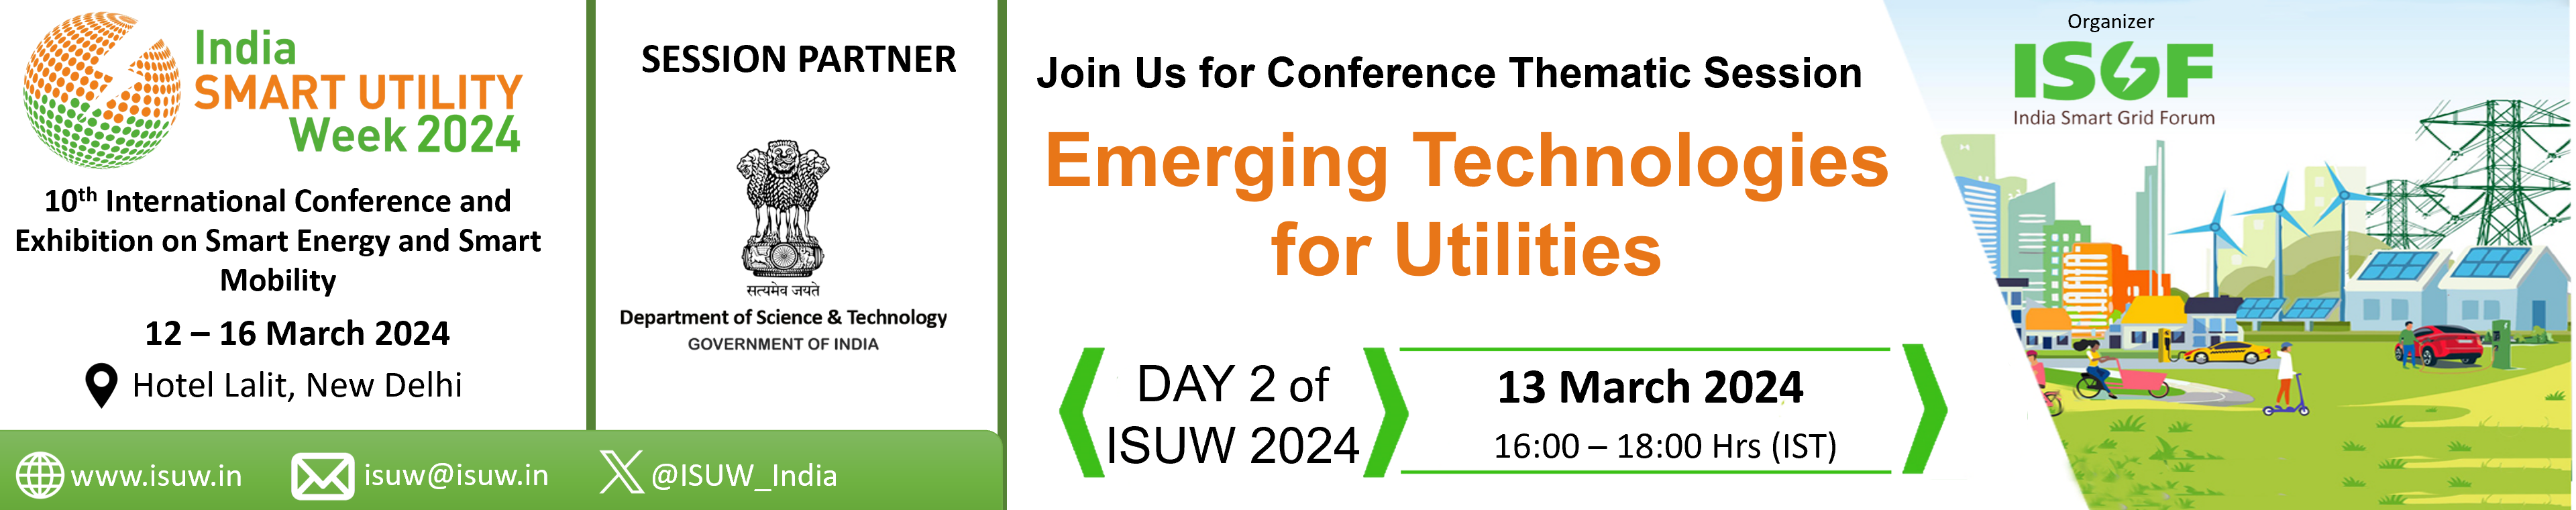 India
SMART UTILITY
Week 2024
10th International Conference and
Exhibition on Smart Energy and Smart
Mobility
12 – 16 March 2024
Hotel Lalit, New Delhi
www.isuw.in
isuw@isuw.in
@ISUW_India
SESSION PARTNER
सत्यमेव जयते
Department of Science & Technology
GOVERNMENT OF INDIA
Join Us for Conference Thematic Session
Emerging Technologies
for Utilities
DAY 2 of
ISUW 2024
13 March 2024
16:00 – 18:00 Hrs (IST)
Organizer
ISGF
India Smart Grid Forum